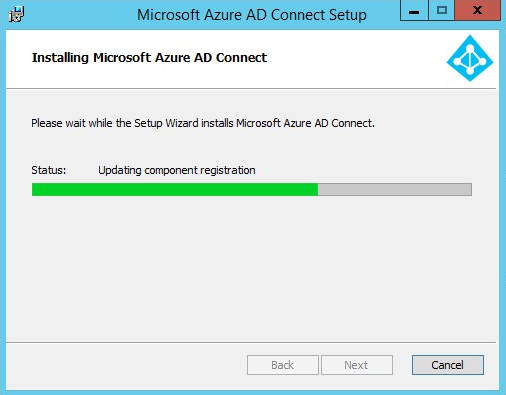 Microsoft Azure AD Connect Setup
Installing Microsoft Azure AD Connect
Please wait while the Setup Wizard installs Microsoft Azure AD Connect.
Status: Updating component registration
Back Next Cancel